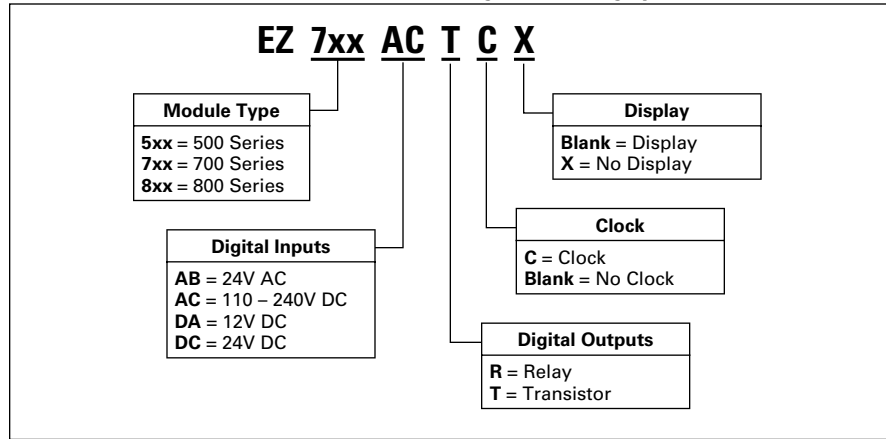 EZ 7xx AC T C X
Module Type
5xx = 500 Series
7xx = 700 Series
8xx = 800 Series
Display
Blank = Display
X = No Display
Digital Inputs
AB = 24V AC
AC = 110 – 240V DC
DA = 12V DC
DC = 24V DC
Clock
C = Clock
Blank = No Clock
Digital Outputs
R = Relay
T = Transistor